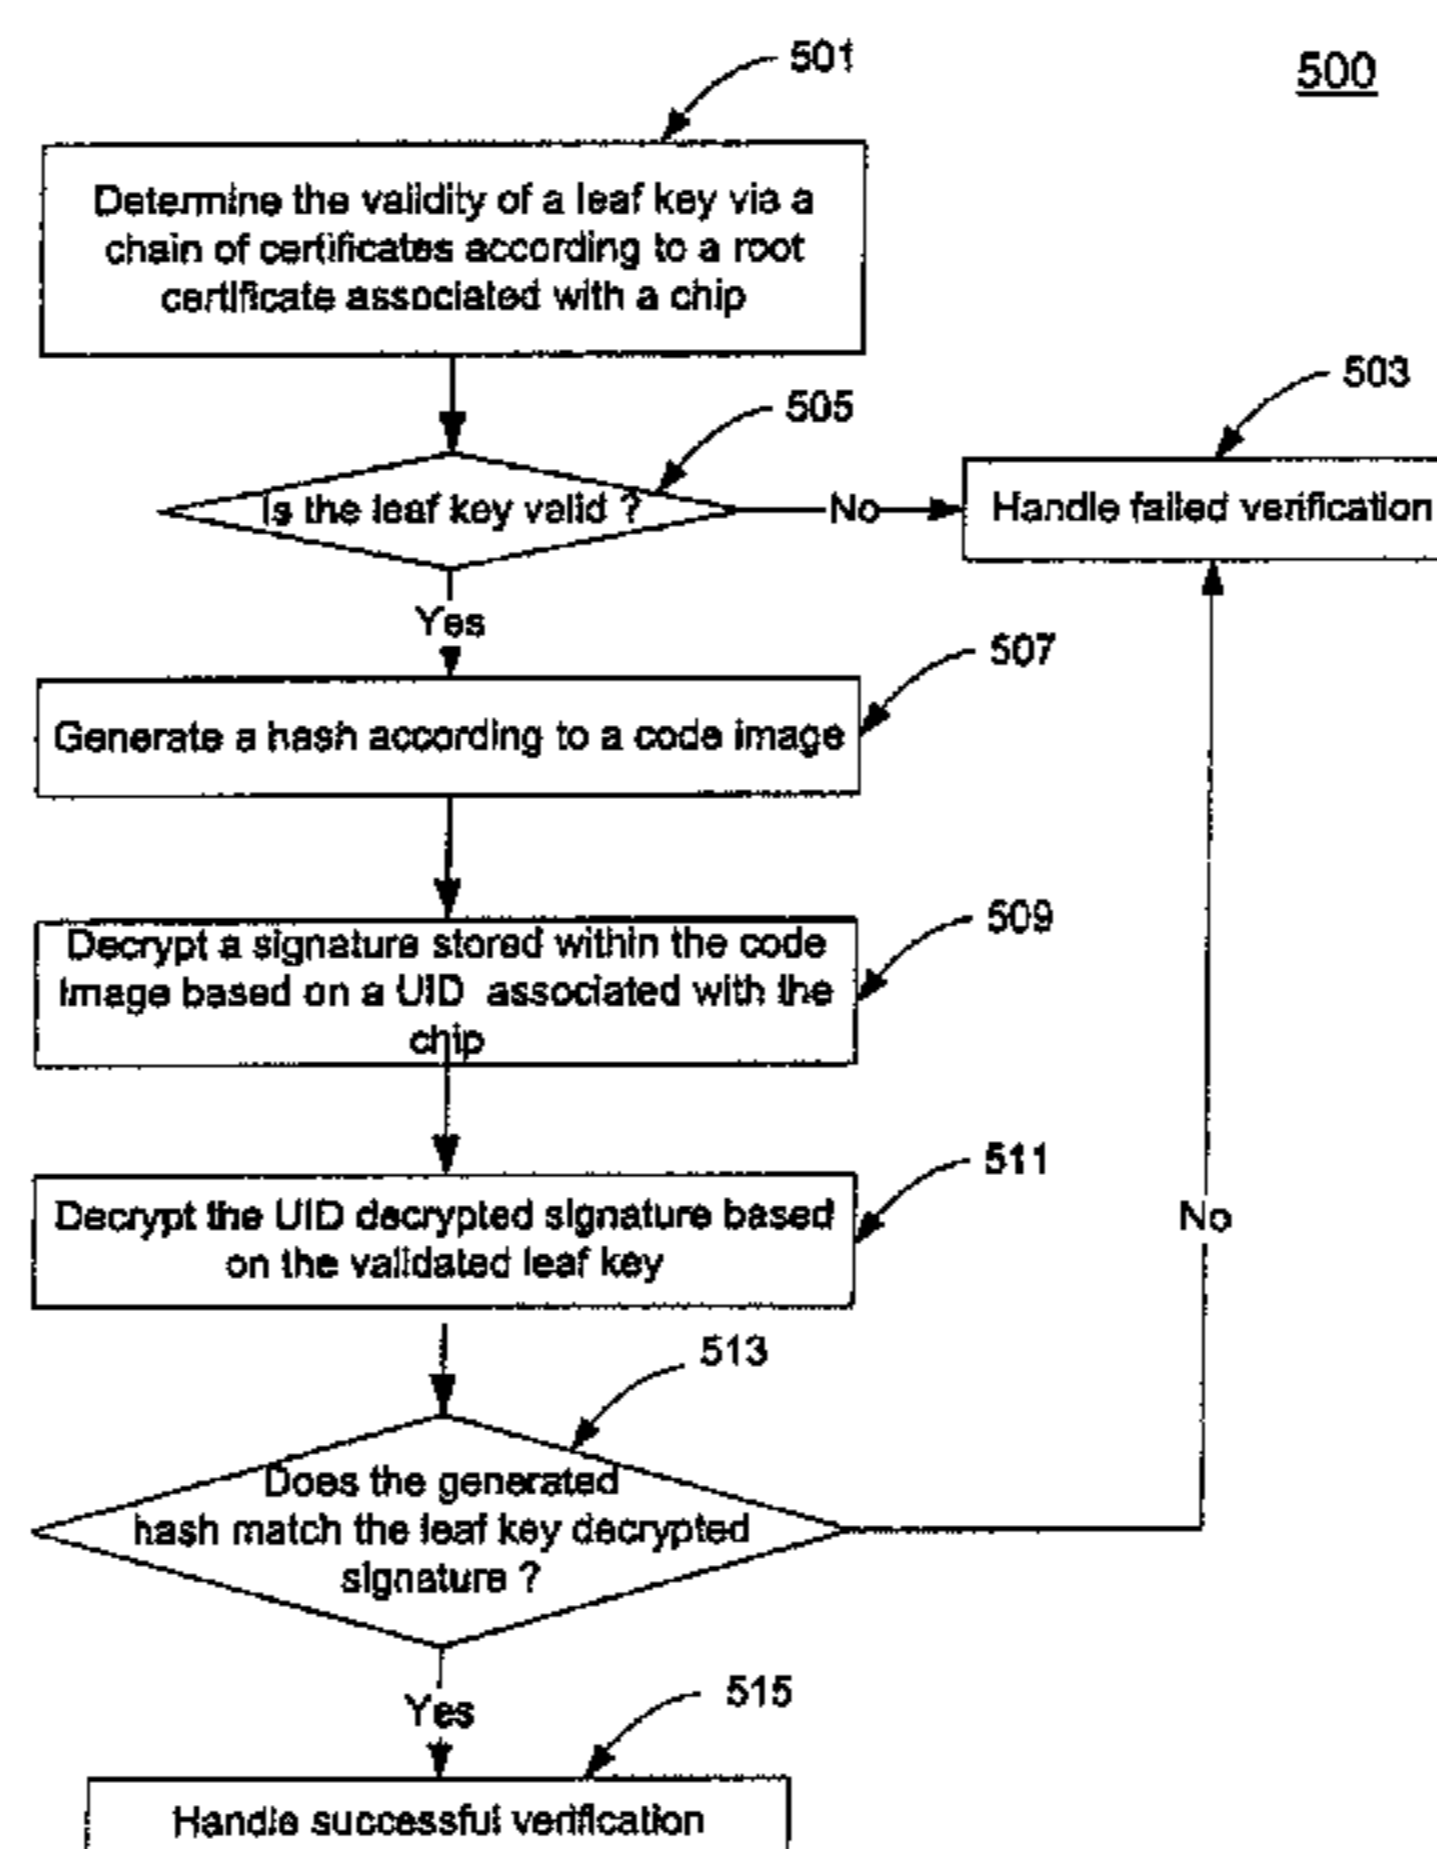 501
500
Determine the validity of a leaf key via a
chain of certificates according to a root
certificate associated with a chip
503
505
Is the leaf key valid ?
No
Handle failed verification
Yes
507
Generate a hash according to a code image
509
Decrypt a signature stored within the code
image based on a UID associated with the
chip
511
Decrypt the UID decrypted signature based
on the validated leaf key
No
513
Does the generated
hash match the leaf key decrypted
signature ?
Yes
515
Handle successful verification